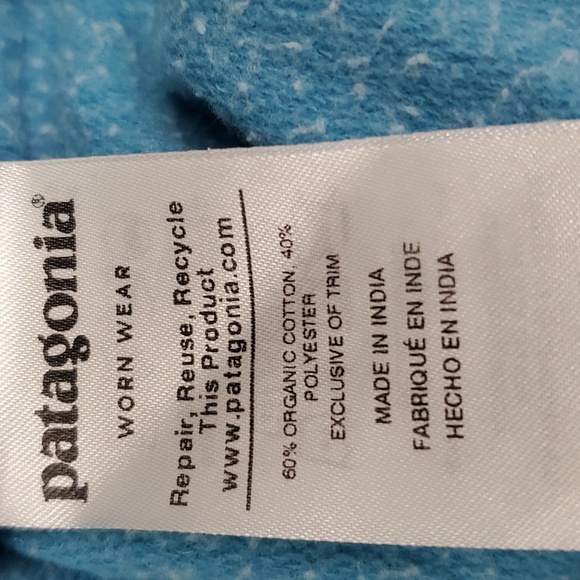 patagonia®
WORN WEAR
Repair, Reuse, Recycle
This Product
www.patagonia.com
60% ORGANIC COTTON, 40%
POLYESTER
EXCLUSIVE OF TRIM
MADE IN INDIA
FABRIQUÉ EN INDE
HECHO EN INDIA